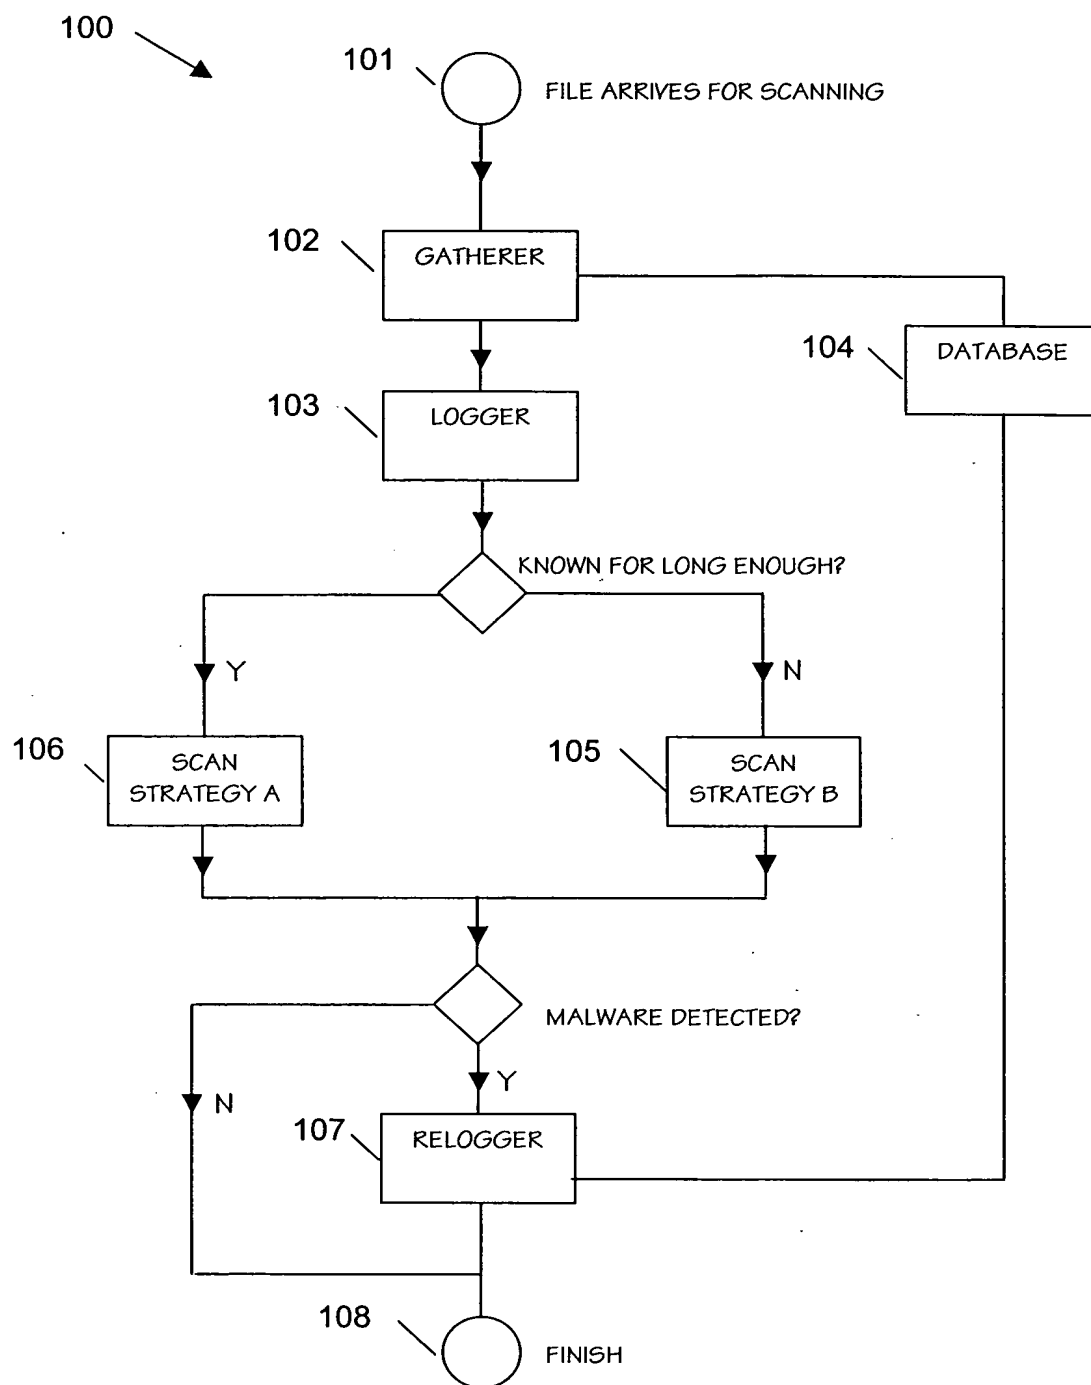 100
101
FILE ARRIVES FOR SCANNING
102
GATHERER
104
DATABASE
103
LOGGER
KNOWN FOR LONG ENOUGH?
Y
N
106
SCAN
STRATEGY A
105
SCAN
STRATEGY B
MALWARE DETECTED?
Y
N
107
RELOGGER
108
FINISH